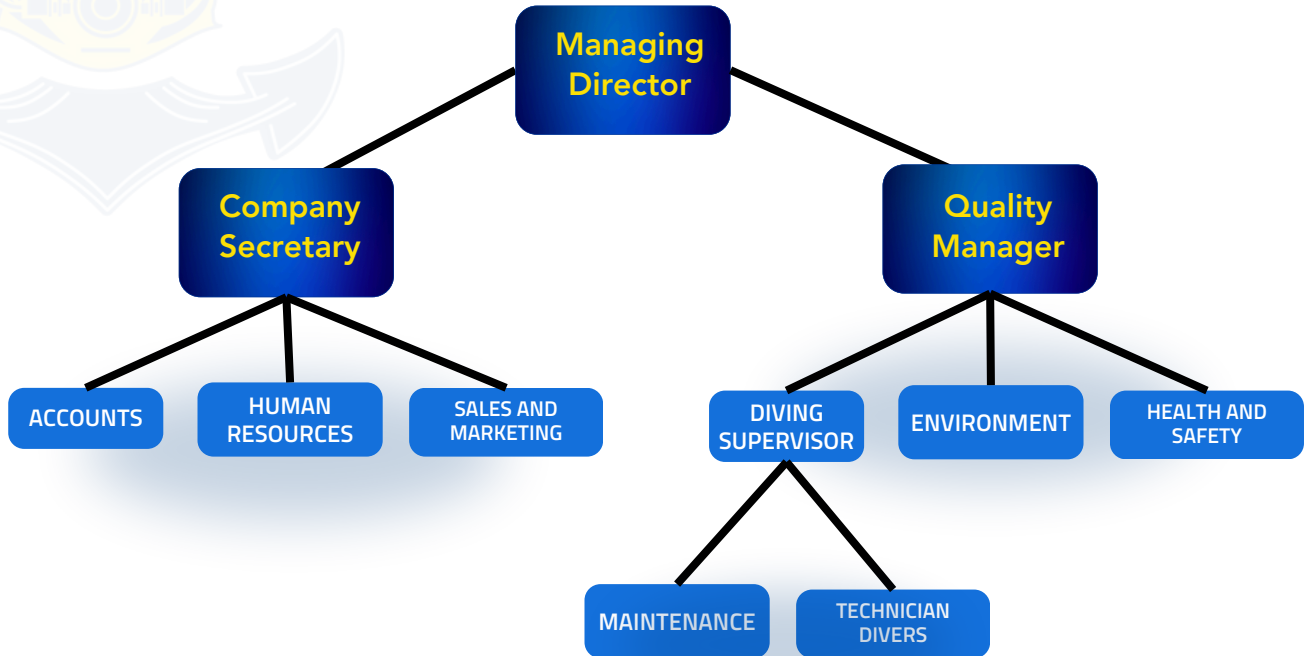 Managing
Director
Company
Secretary
Quality
Manager
ACCOUNTS
HUMAN
RESOURCES
SALES AND
MARKETING
DIVING
SUPERVISOR
ENVIRONMENT
HEALTH AND
SAFETY
MAINTENANCE
TECHNICIAN
DIVERS